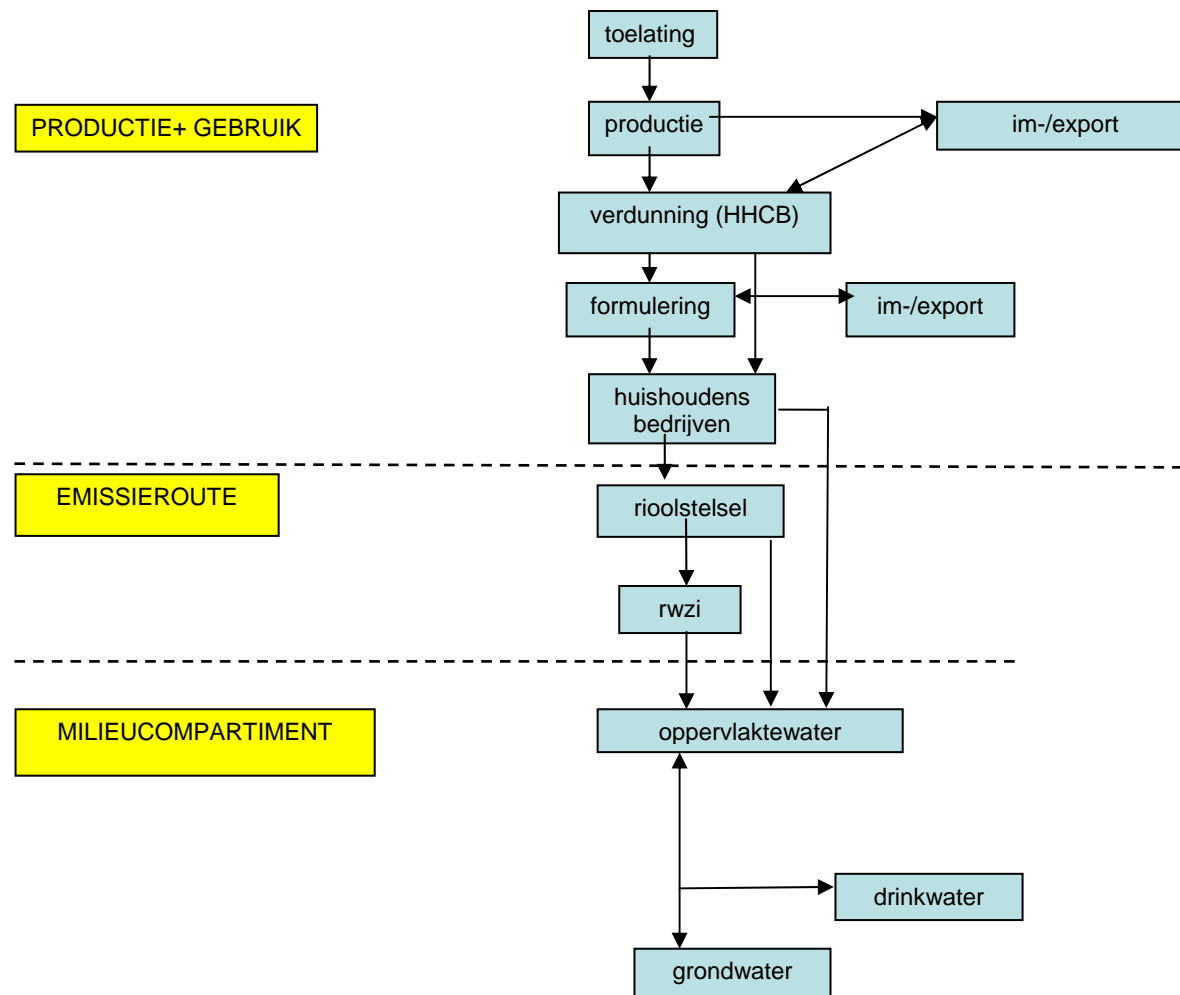 toelating
PRODUCTIE+ GEBRUIK
productie
im-/export
verdunning (HHCB)
formulering
im-/export
huishoudens
bedrijven
EMISSIEROUTE
rioolstelsel
rwzi
MILIEUCOMPARTIMENT
oppervlaktewater
drinkwater
grondwater